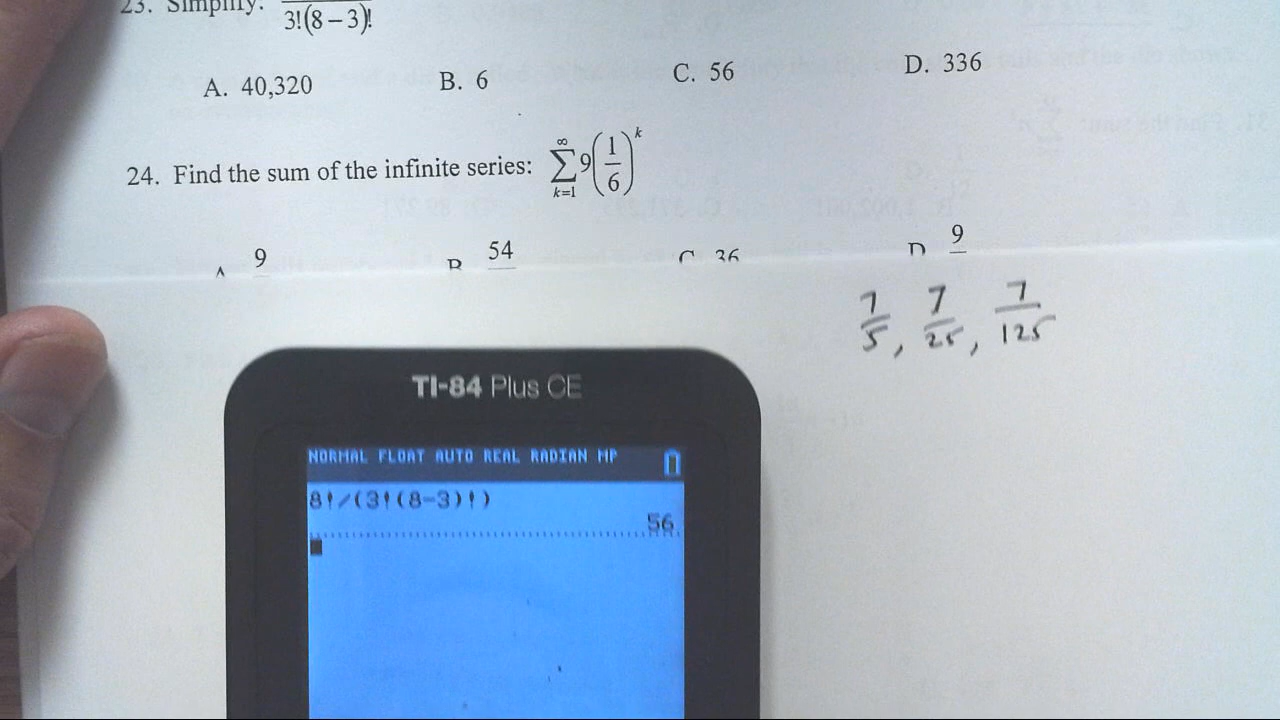 23. Simplify:
3!(8 – 3)!
A. 40,320 B. 6 C. 56 D. 336
24. Find the sum of the infinite series: ∑ k=1 ∞ 9(1/6)^k
A 9 B 54 C 36 D 9
7/5, 7/25, 7/125
TI-84 Plus CE
NORMAL FLOAT AUTO REAL RADIAN MP
8!/(3!(8-3)!)
56